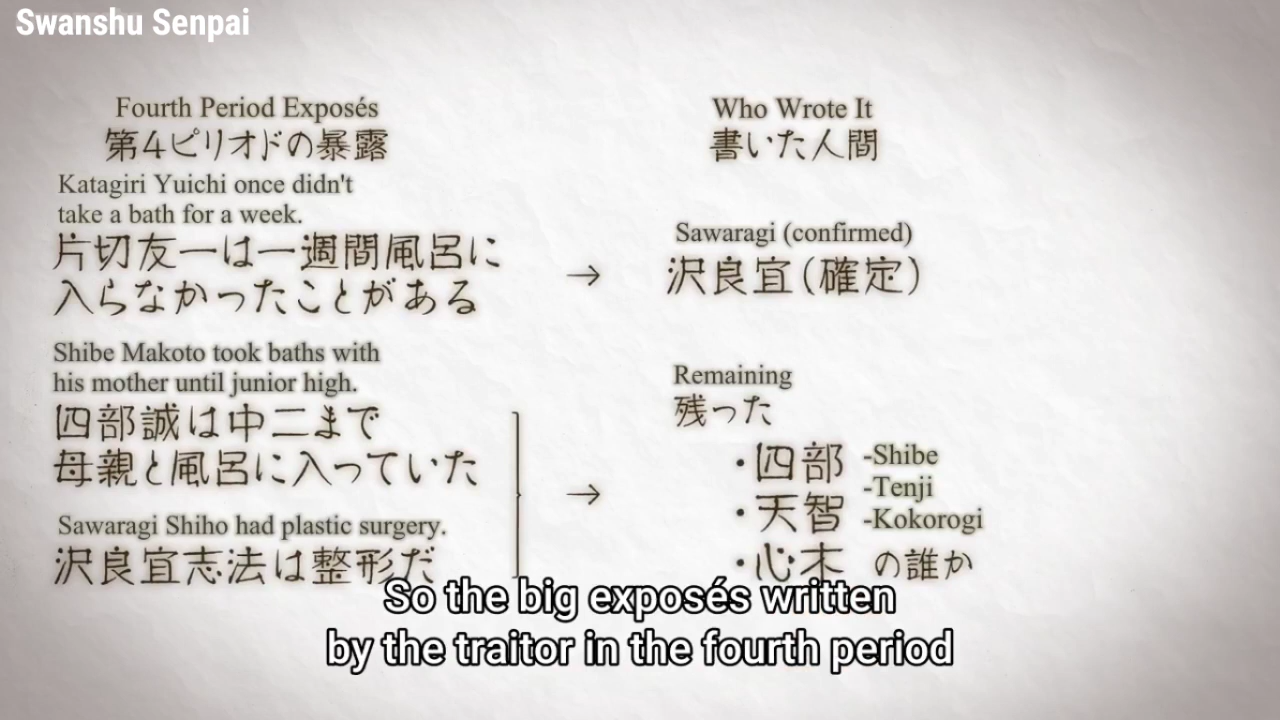 Swanshu Senpai
Fourth Period Exposés
第4ピリオドの暴露
Who Wrote It
書いた人間
Katagiri Yuichi once didn't
take a bath for a week.
片切友一は一週間風呂に
入らなかったことがある
→
Sawaragi (confirmed)
沢良宜(確定)
Shibe Makoto took baths with
his mother until junior high.
四部誠は中二まで
母親と風呂に入っていた
Sawaragi Shiho had plastic surgery.
沢良宜志法は整形だ
→
Remaining
残った
・四部
・天智
・心木 の誰か
-Shibe
-Tenji
-Kokorogi
So the big exposés written
by the traitor in the fourth period